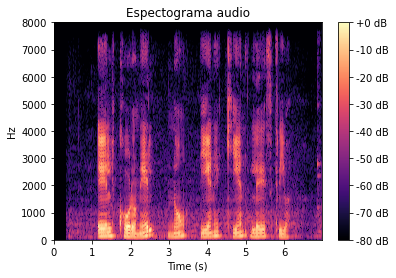 Espectograma audio
8000
7000
6000
5000
4000
3000
2000
1000
0
Hz
0 1 2 3 4 5 6
Time (s)
+0 dB
-10 dB
-20 dB
-30 dB
-40 dB
-50 dB
-60 dB
-70 dB
-80 dB